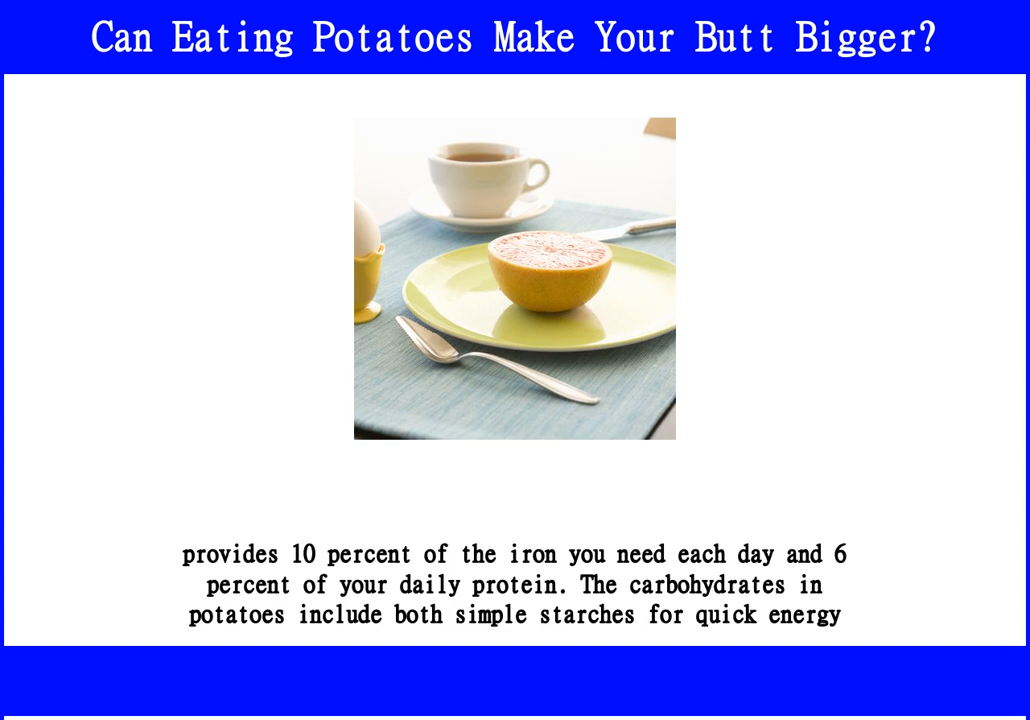 Can Eating Potatoes Make Your Butt Bigger?
provides 10 percent of the iron you need each day and 6
percent of your daily protein. The carbohydrates in
potatoes include both simple starches for quick energy